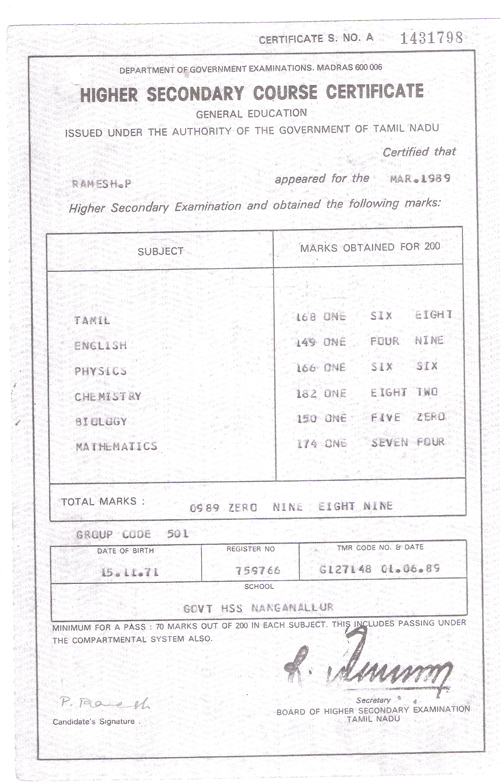 CERTIFICATE S. NO. A 1431798
DEPARTMENT OF GOVERNMENT EXAMINATIONS. MADRAS 600 006
HIGHER SECONDARY COURSE CERTIFICATE
GENERAL EDUCATION
ISSUED UNDER THE AUTHORITY OF THE GOVERNMENT OF TAMIL NADU
Certified that
RAMESH.P appeared for the MAR.1989
Higher Secondary Examination and obtained the following marks:
SUBJECT MARKS OBTAINED FOR 200
TAMIL 168 ONE SIX EIGHT
ENGLISH 149 ONE FOUR NINE
PHYSICS 166 ONE SIX SIX
CHEMISTRY 182 ONE EIGHT TWO
BIOLOGY 150 ONE FIVE ZERO
MATHEMATICS 174 ONE SEVEN FOUR
TOTAL MARKS : 0989 ZERO NINE EIGHT NINE
GROUP CODE 501
DATE OF BIRTH REGISTER NO TMR CODE NO. & DATE
15.11.71 759766 G127148 01.06.89
SCHOOL
GOVT HSS NANGANALLUR
MINIMUM FOR A PASS : 70 MARKS OUT OF 200 IN EACH SUBJECT. THIS INCLUDES PASSING UNDER
THE COMPARTMENTAL SYSTEM ALSO.
P. Ramesh
Candidate's Signature .
Secretary
BOARD OF HIGHER SECONDARY EXAMINATION
TAMIL NADU